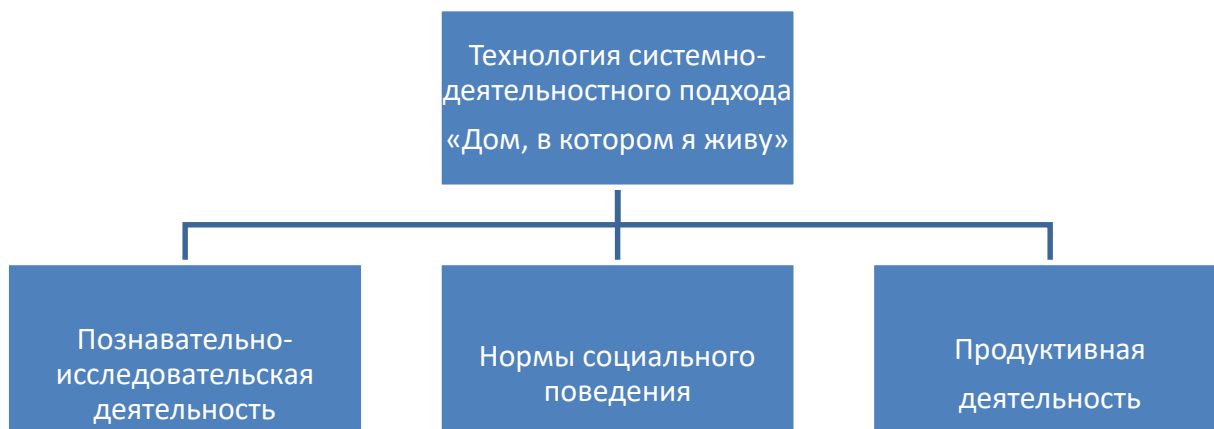 Технология системно-
деятельностного подхода
«Дом, в котором я живу»
Познавательно-
исследовательская
деятельность
Нормы социального
поведения
Продуктивная
деятельность